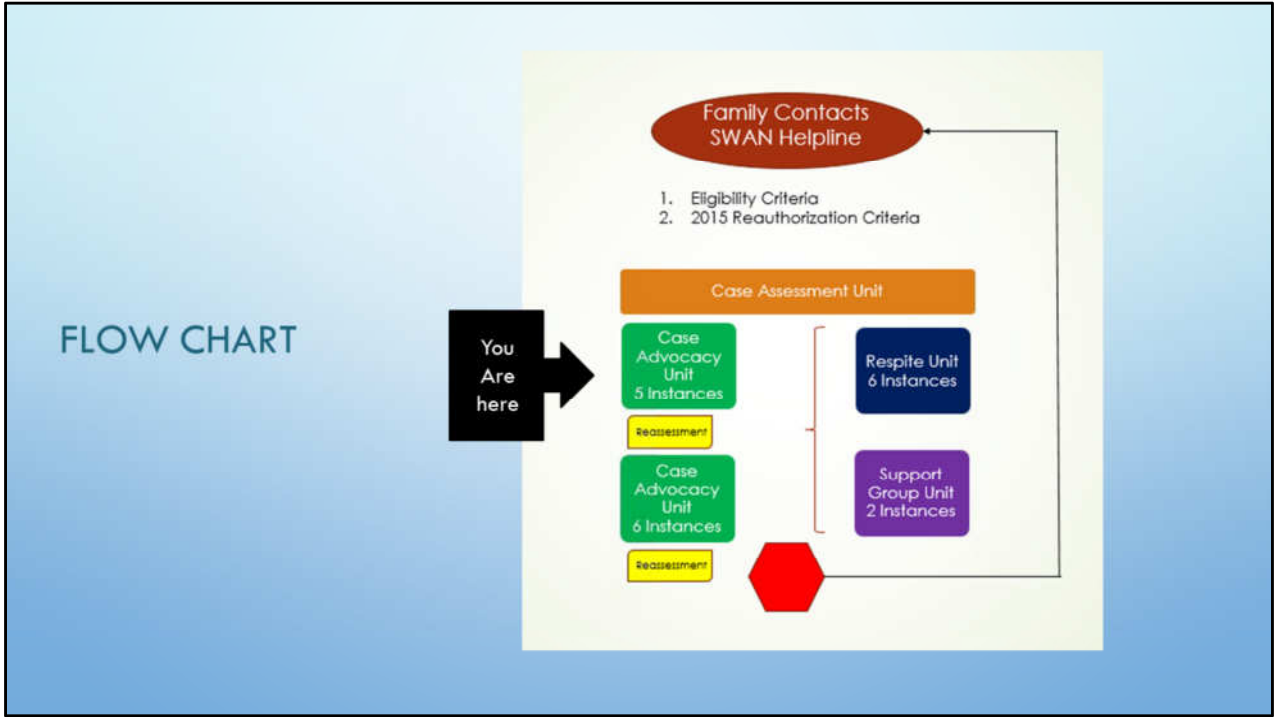 FLOW CHART
You
Are
here
Family Contacts
SWAN Helpline
1. Eligibility Criteria
2. 2015 Reauthorization Criteria
Case Assessment Unit
Case
Advocacy
Unit
5 Instances
Reassessment
Case
Advocacy
Unit
6 Instances
Reassessment
Respite Unit
6 Instances
Support
Group Unit
2 Instances